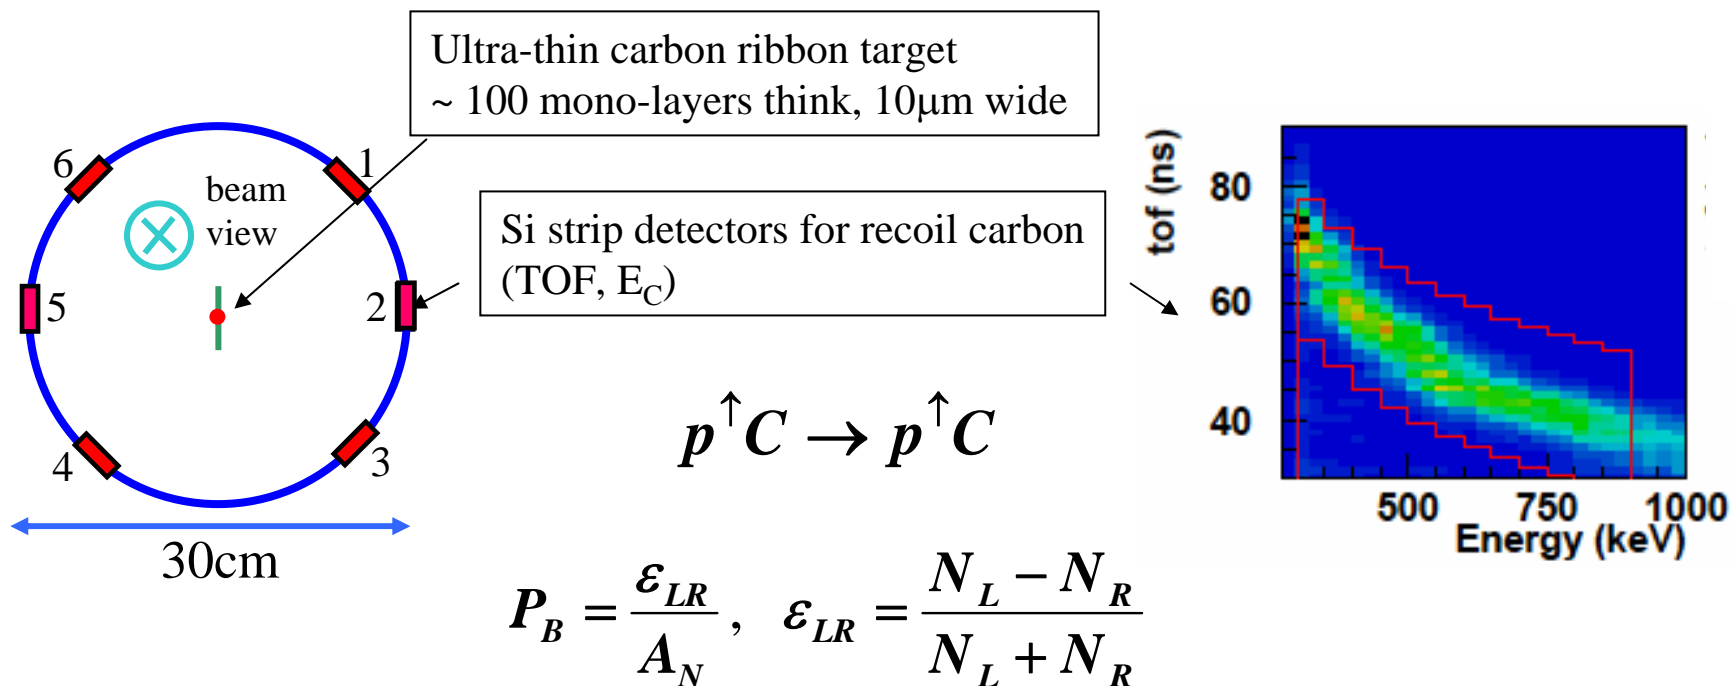 Ultra-thin carbon ribbon target
~ 100 mono-layers think, 10μm wide
6
1
beam
view
5
2
4
3
30cm
Si strip detectors for recoil carbon
(TOF, E_C)
p^↑C → p^↑C
P_B = ε_LR / A_N , ε_LR = (N_L − N_R) / (N_L + N_R)
tof (ns)
80
60
40
500 750 1000
Energy (keV)